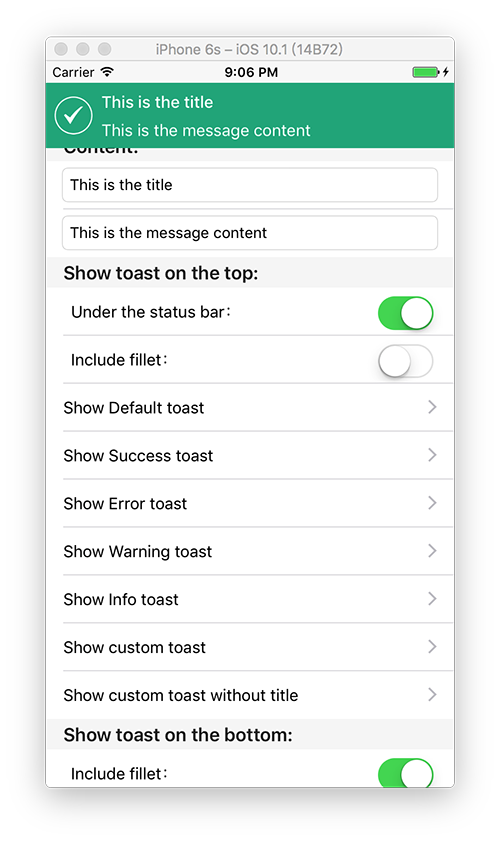 iPhone 6s – iOS 10.1 (14B72)
Carrier 9:06 PM
This is the title
This is the message content
Content:
This is the title
This is the message content
Show toast on the top:
Under the status bar:
Include fillet:
Show Default toast
Show Success toast
Show Error toast
Show Warning toast
Show Info toast
Show custom toast
Show custom toast without title
Show toast on the bottom:
Include fillet: